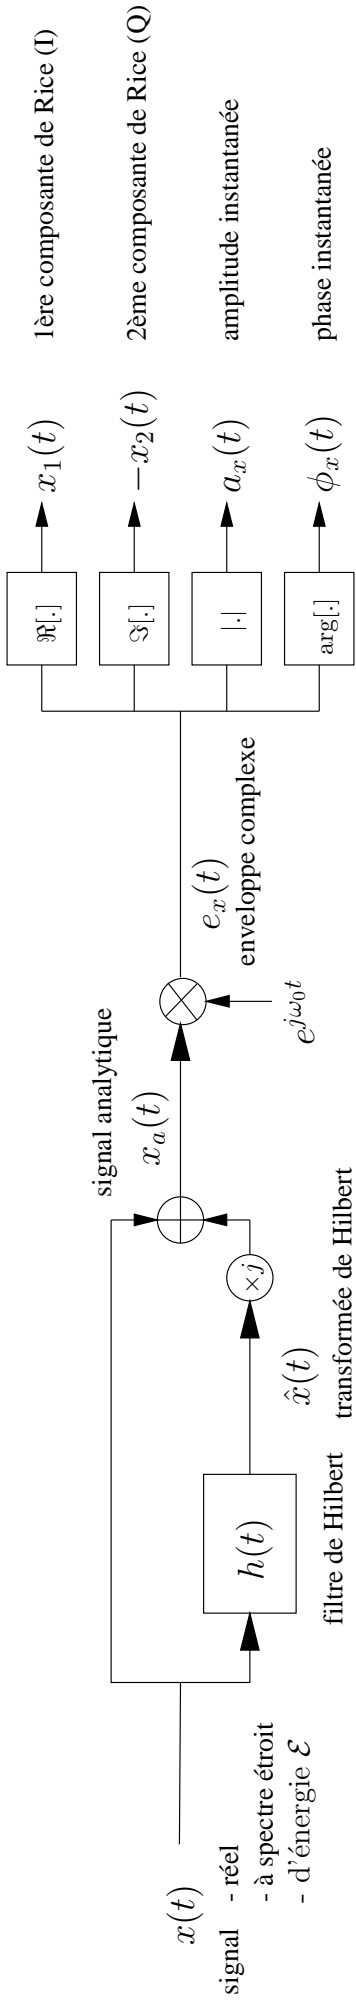 x(t)
signal - réel
- à spectre étroit
- d'énergie ℰ
h(t)
filtre de Hilbert
x̂(t)
transformée de Hilbert
×j
signal analytique
x_a(t)
e^{jω_0t}
e_x(t)
enveloppe complexe
ℜ[.]
x_1(t)
1ère composante de Rice (I)
ℑ[.]
−x_2(t)
2ème composante de Rice (Q)
|.|
a_x(t)
amplitude instantanée
arg[.]
ϕ_x(t)
phase instantanée